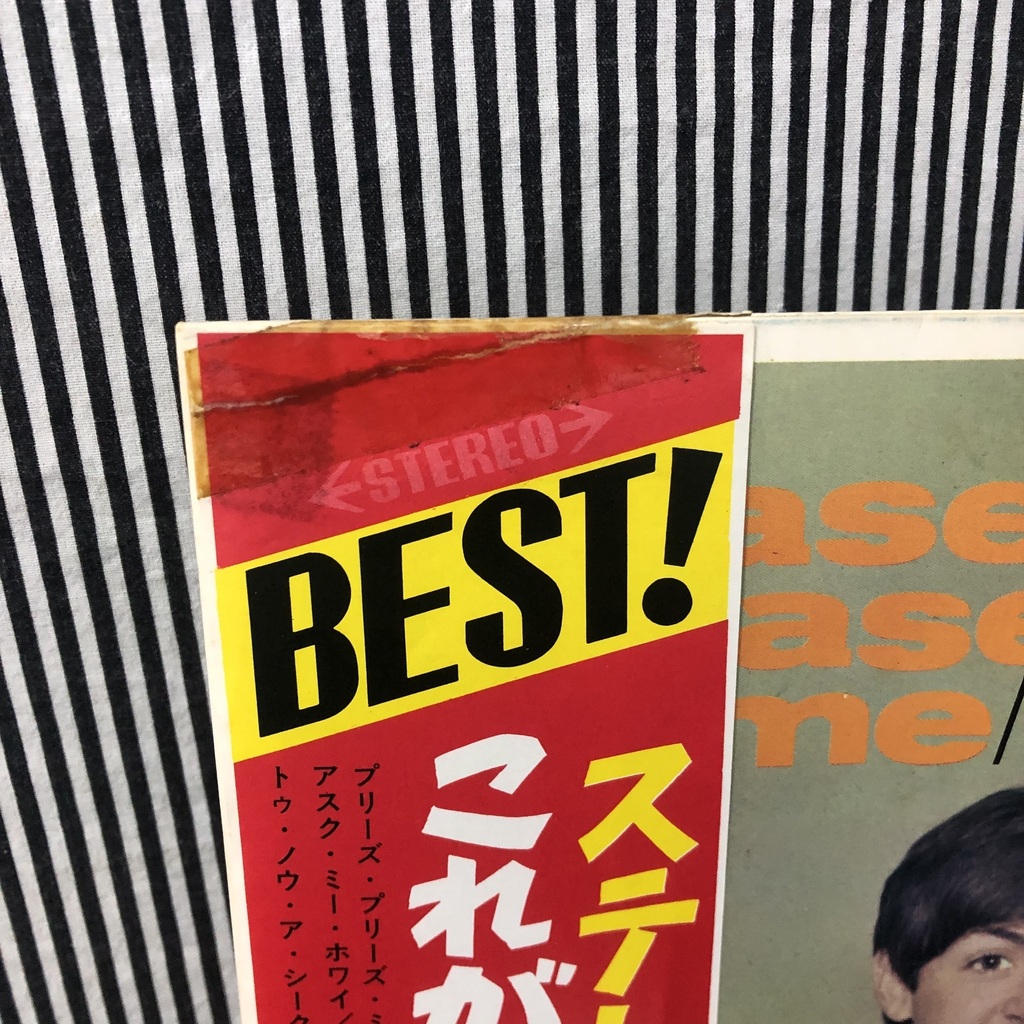 STEREO
BEST!
ステ
これが
プリーズ・プリーズ・ミ
アスク・ミー・ホワイ/
トゥ・ノウ・ア・シーク
ase
ase
me/